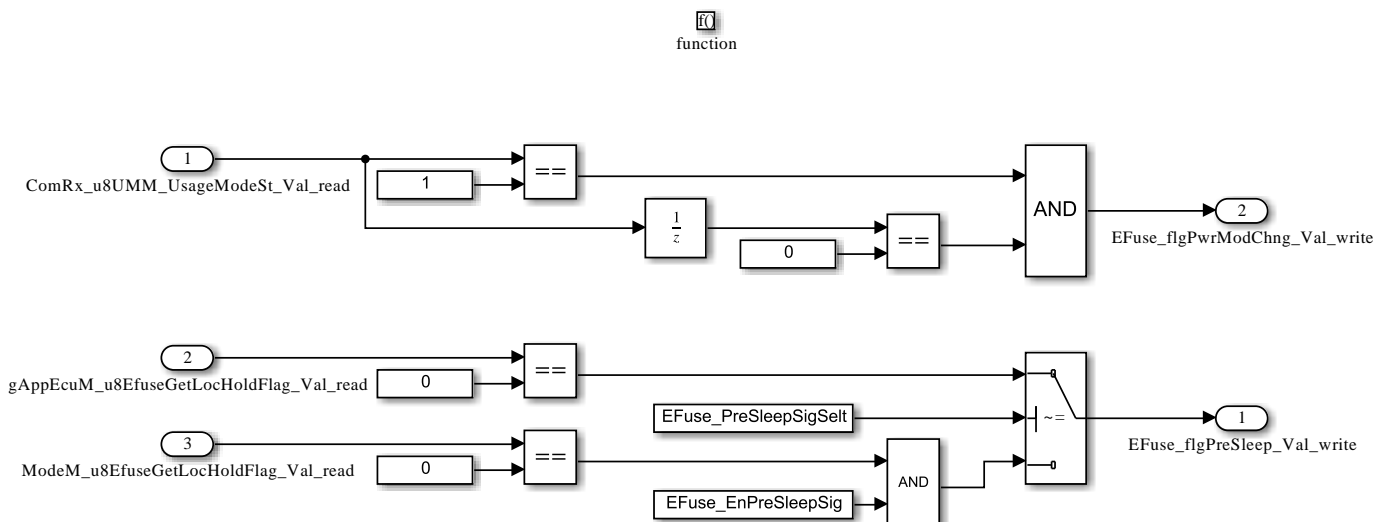 f()
function
1
ComRx_u8UMM_UsageModeSt_Val_read
1
==
1
z
0
==
AND
2
EFuse_flgPwrModChng_Val_write
2
gAppEcuM_u8EfuseGetLocHoldFlag_Val_read
0
==
EFuse_PreSleepSigSelt
~=
1
EFuse_flgPreSleep_Val_write
3
ModeM_u8EfuseGetLocHoldFlag_Val_read
0
==
EFuse_EnPreSleepSig
AND